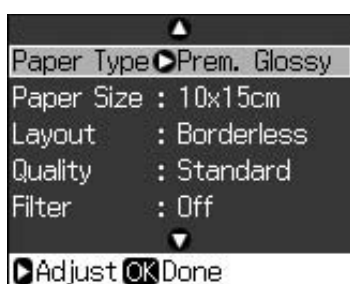 Paper Type Prem. Glossy
Paper Size : 10x15cm
Layout : Borderless
Quality : Standard
Filter : Off
Adjust OK Done